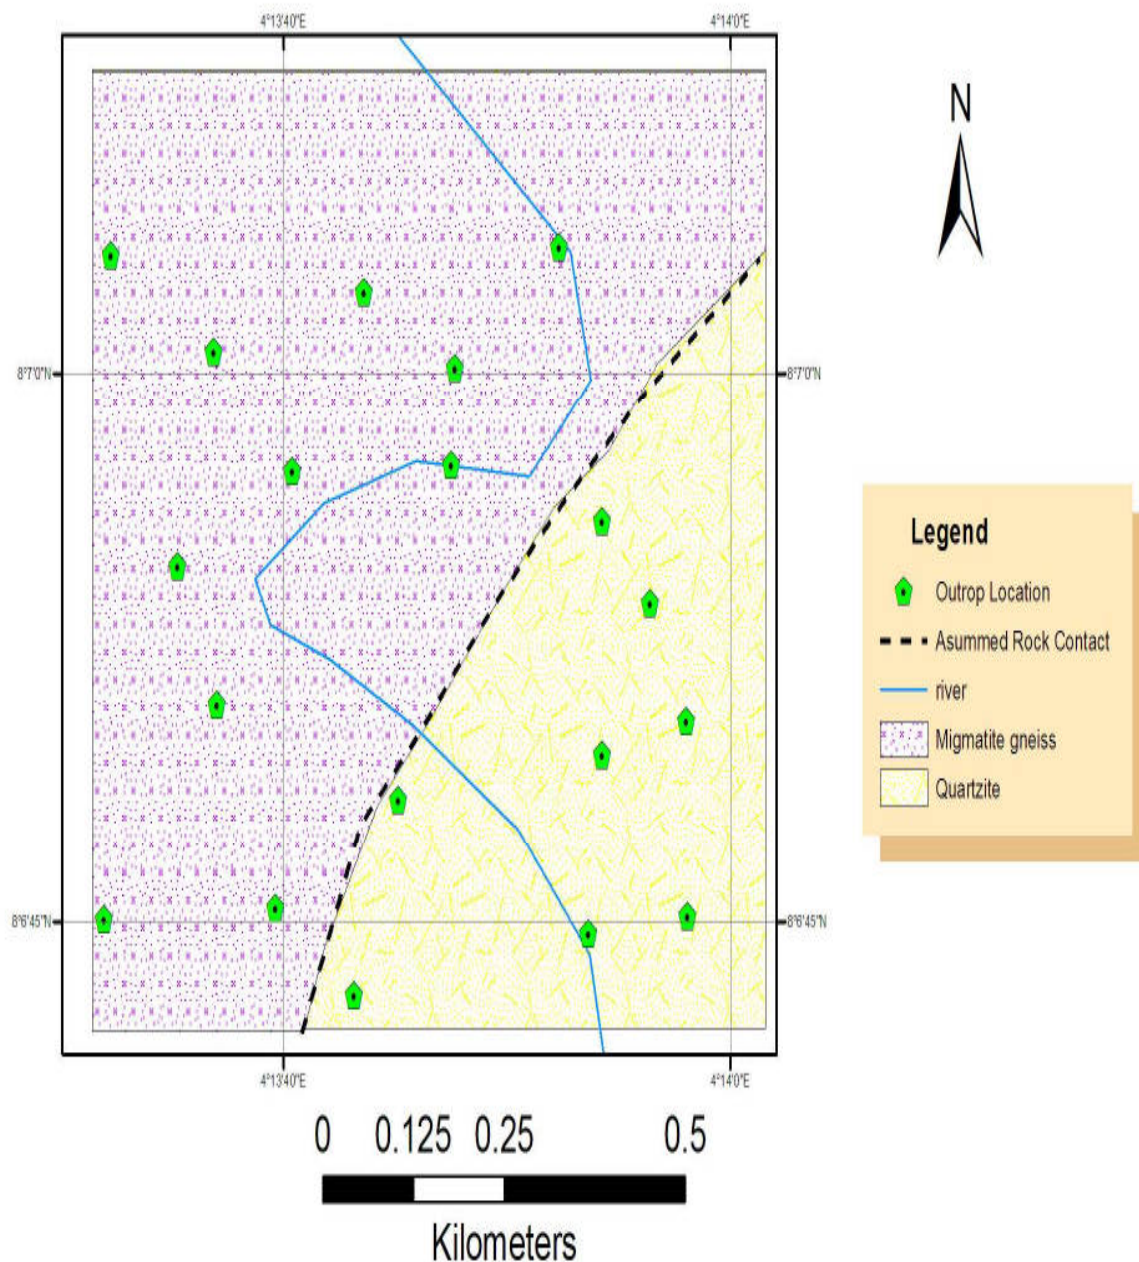 4°13'40"E 4°14'0"E
N
8°7'0"N 8°7'0"N
Legend
Outrop Location
Asummed Rock Contact
river
Migmatite gneiss
Quartzite
8°6'45"N 8°6'45"N
4°13'40"E 4°14'0"E
0 0.125 0.25 0.5
Kilometers